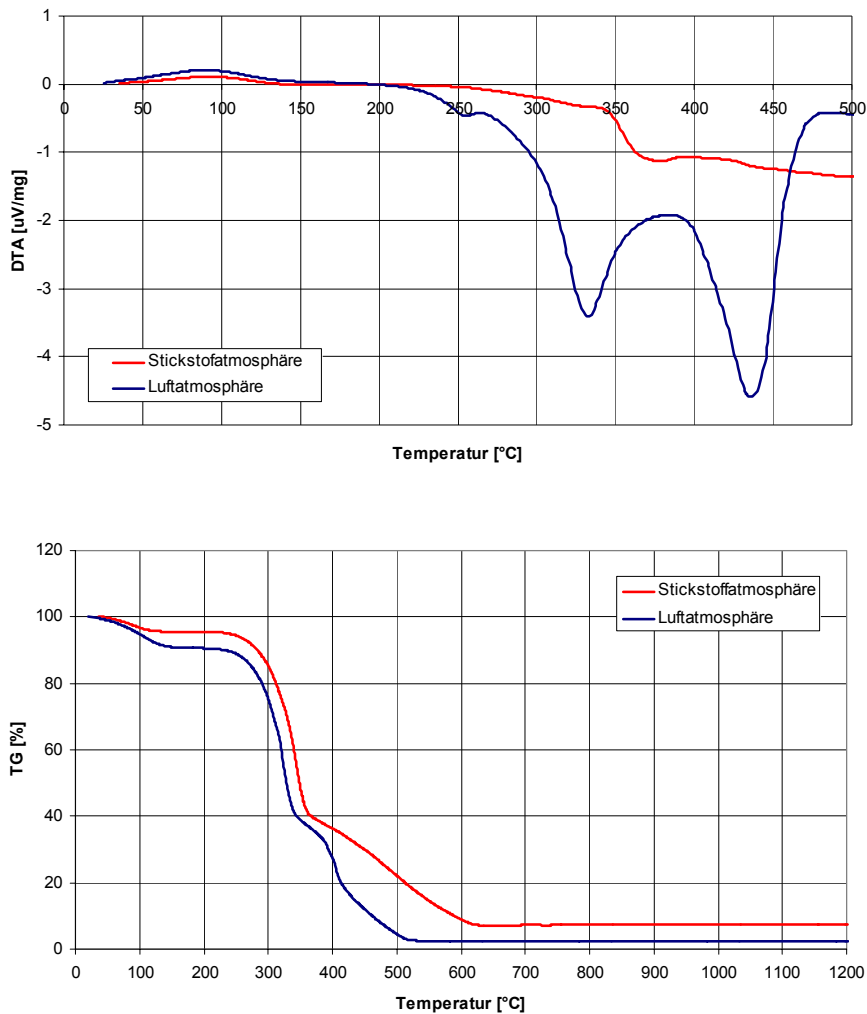 1
0
0 50 100 150 200 250 300 350 400 450 500
-1
-2
-3
-4
-5
DTA [uV/mg]
Stickstofatmosphäre
Luftatmosphäre
Temperatur [°C]
120
100
80
60
40
20
0
TG [%]
Stickstoffatmosphäre
Luftatmosphäre
0 100 200 300 400 500 600 700 800 900 1000 1100 1200
Temperatur [°C]